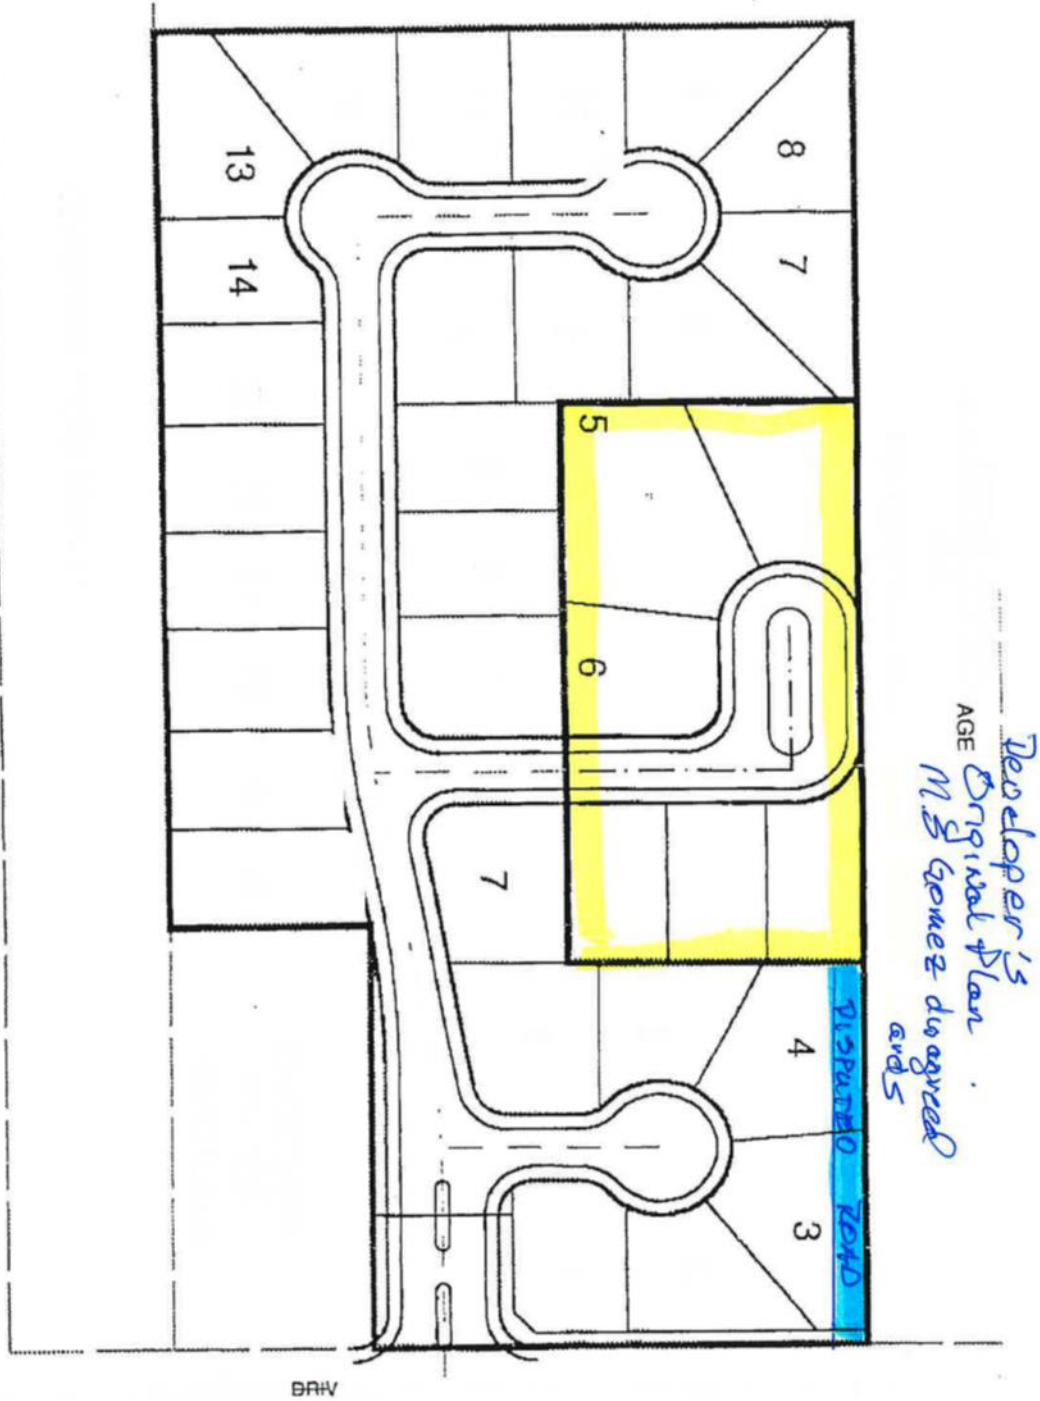 Developer's
Original Plan
AGE
M.S Gomez disagreed
and 5
8
7
13
14
5
6
7
4
3
DISPUTED ROAD
DRIV